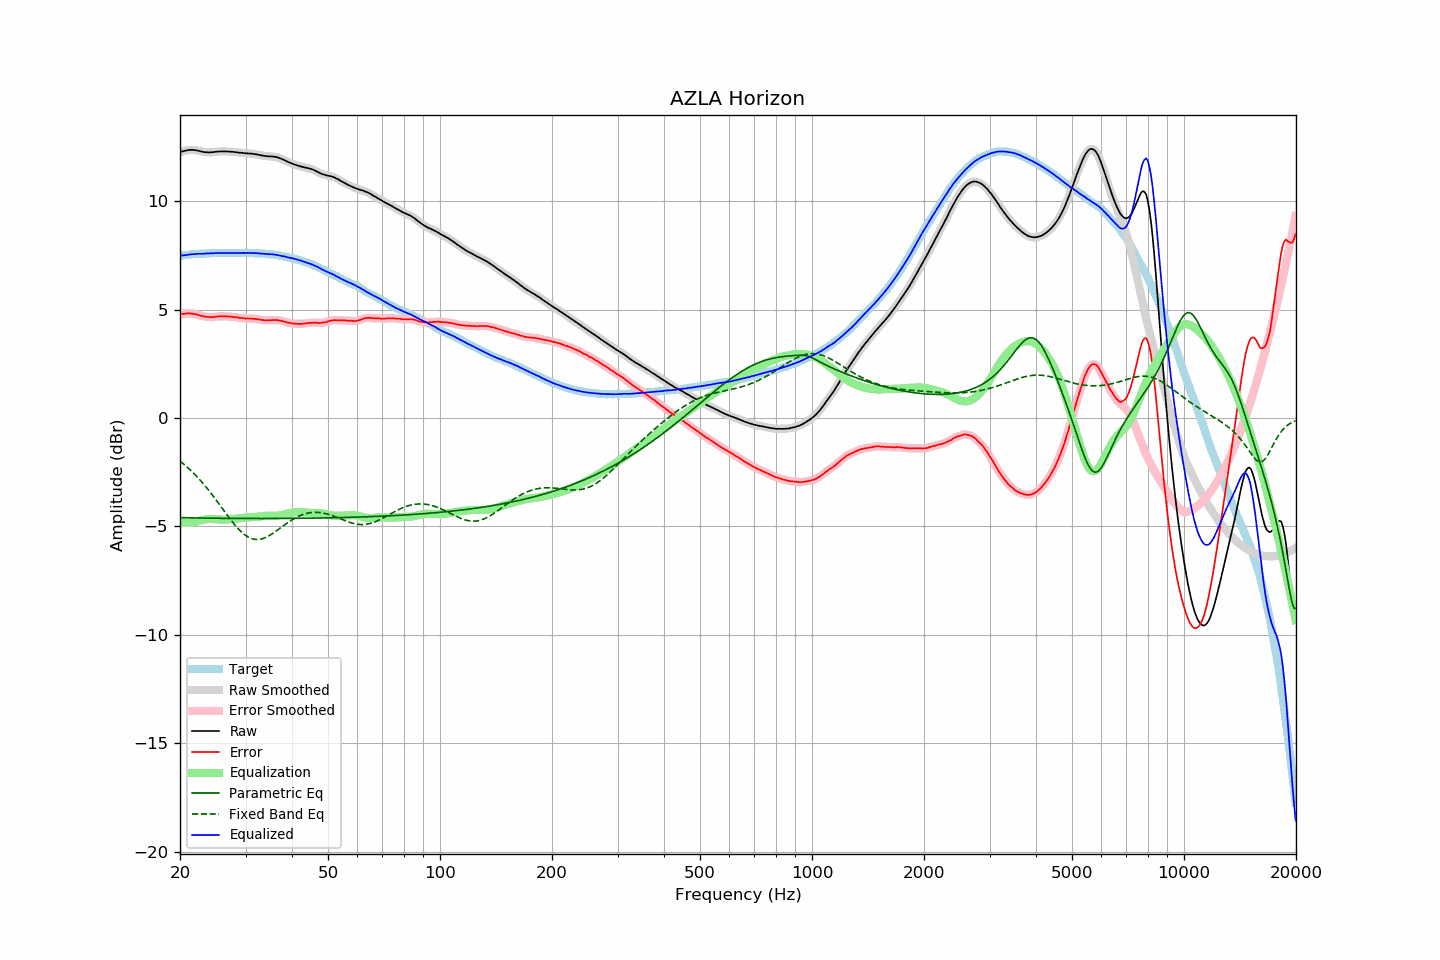 AZLA Horizon
Amplitude (dBr)
10
5
0
−5
−10
−15
−20
Target
Raw Smoothed
Error Smoothed
Raw
Error
Equalization
Parametric Eq
Fixed Band Eq
Equalized
20 50 100 200 500 1000 2000 5000 10000 20000
Frequency (Hz)